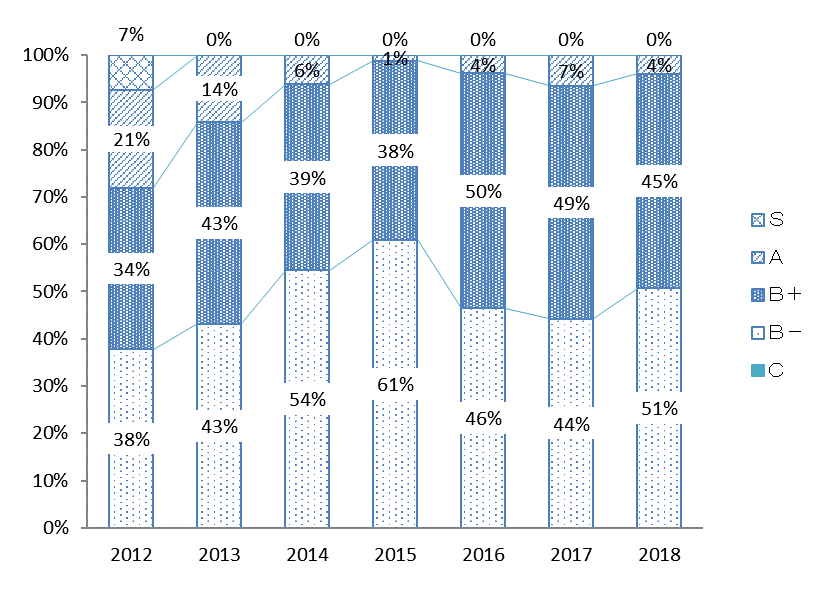 7% 0% 0% 0% 0% 0% 0%
100%
6% 1% 4% 7% 4%
90%
14%
80%
21% 38%
70%
39% 50% 49% 45%
60%
43%
50%
34%
40%
30%
54% 61%
20%
38% 43% 46% 44% 51%
10%
0%
2012 2013 2014 2015 2016 2017 2018
S
A
B+
B−
C